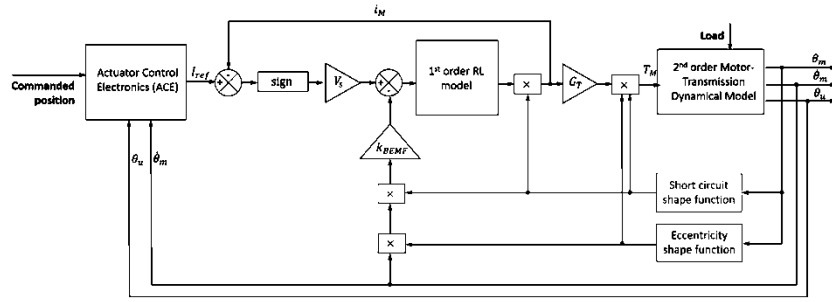 i_M
Load
Commanded
position
Actuator Control
Electronics (ACE)
i_ref
+
-
sign
V_s
+
-
1st order RL
model
×
G_T
×
T_M
2nd order Motor-
Transmission
Dynamical Model
θ_m
θ̇_m
θ_u
k_BEMF
θ_u
θ̇_m
×
Short circuit
shape function
×
Eccentricity
shape function